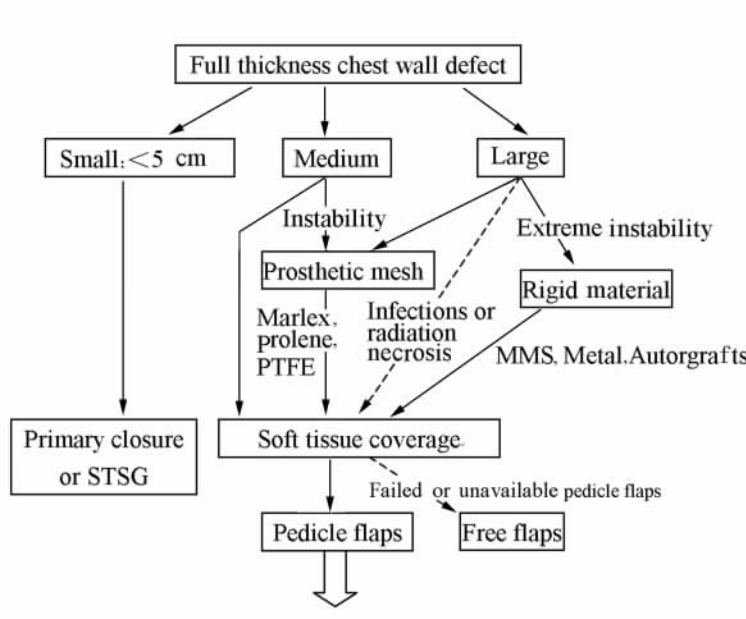 Full thickness chest wall defect
Small:<5 cm
Medium
Large
Instability
Extreme instability
Prosthetic mesh
Rigid material
Marlex,
prolene,
PTFE
Infections or
radiation
necrosis
MMS, Metal,Autorgrafts
Primary closure
or STSG
Soft tissue coverage
Failed or unavailable pedicle flaps
Pedicle flaps
Free flaps